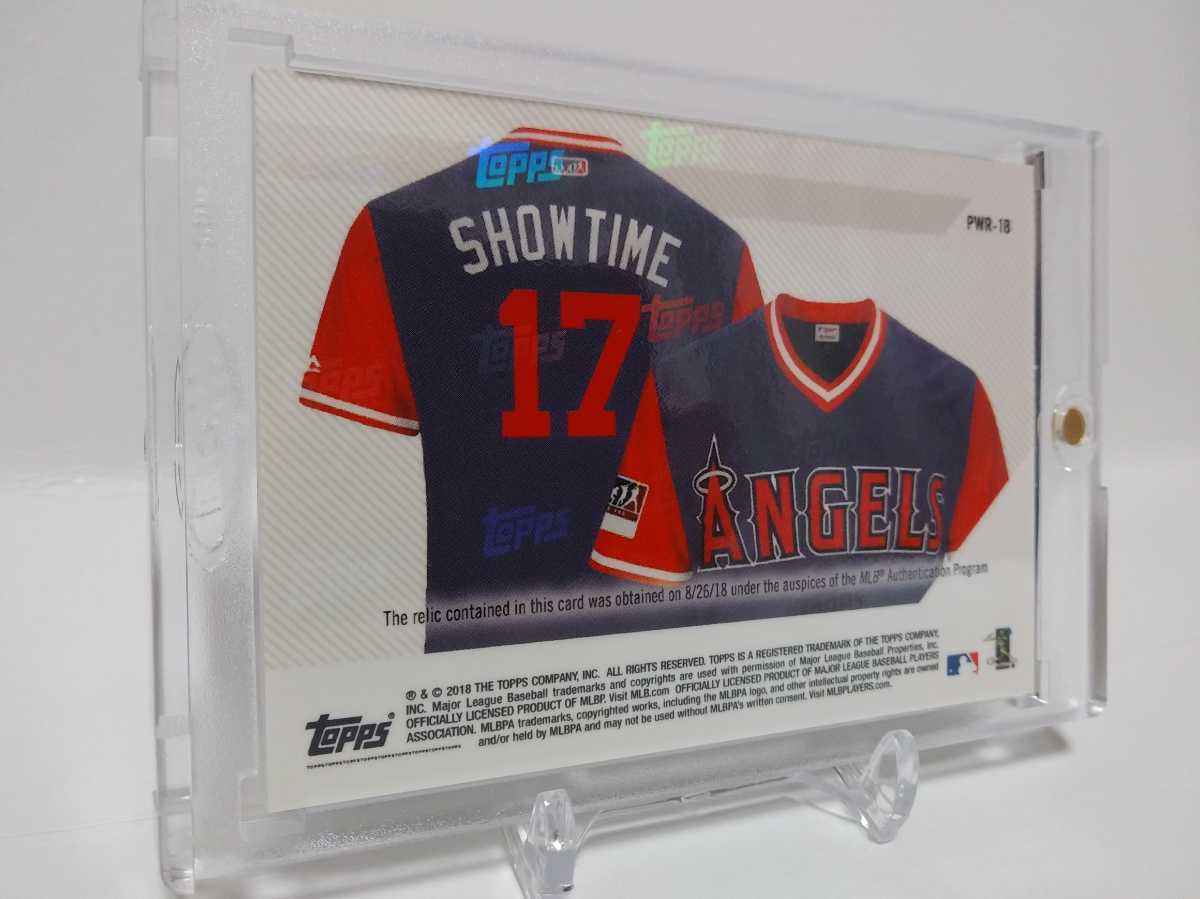 Topps
Topps
PWR-18
SHOWTIME
17
Topps
Topps
Topps
ANGELS
The relic contained in this card was obtained on 8/26/18 under the auspices of the MLB® Authentication Program
® & © 2018 THE TOPPS COMPANY, INC. ALL RIGHTS RESERVED. TOPPS IS A REGISTERED TRADEMARK OF THE TOPPS COMPANY,
INC. Major League Baseball trademarks and copyrights are used with permission of Major League Baseball Properties, Inc.
OFFICIALLY LICENSED PRODUCT OF MLBP. Visit MLB.com OFFICIALLY LICENSED PRODUCT OF MAJOR LEAGUE BASEBALL PLAYERS
ASSOCIATION. MLBPA trademarks, copyrighted works, including the MLBPA logo, and other intellectual property rights are owned
and/or held by MLBPA and may not be used without MLBPA's written consent. Visit MLBPLAYERS.com.
Topps®
TOPPSTOPPSTOPPSTOPPSTOPPSTOPPSTOPPSTOPPS